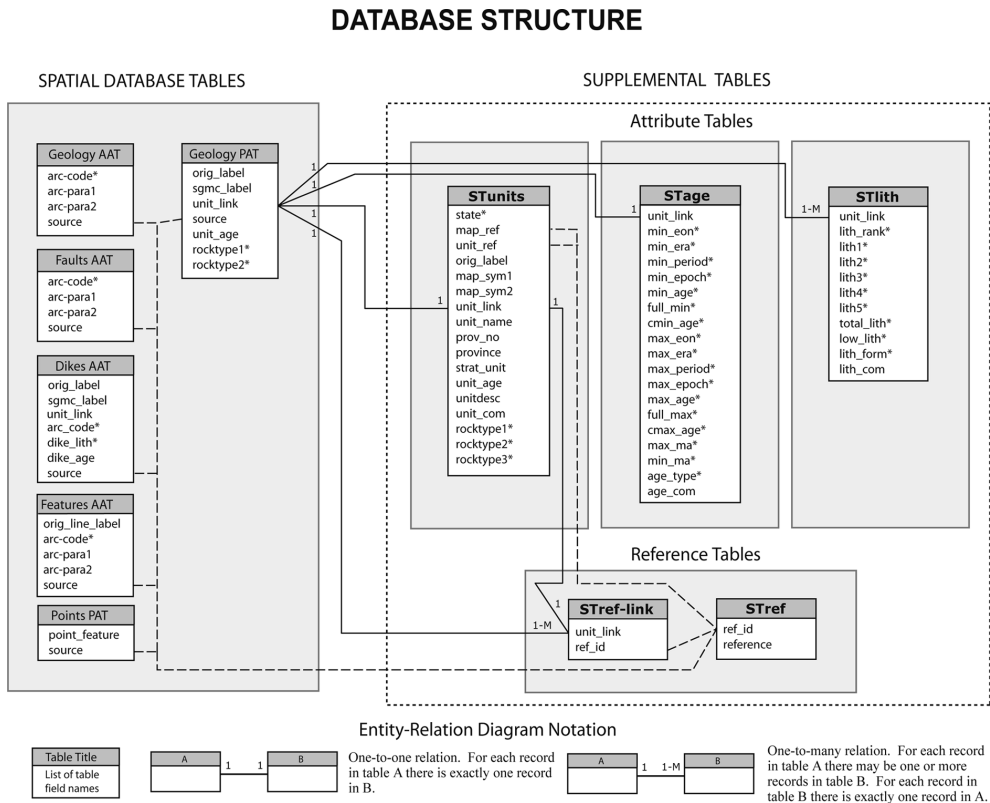 DATABASE STRUCTURE
SPATIAL DATABASE TABLES
SUPPLEMENTAL TABLES
Attribute Tables
Geology AAT
arc-code*
arc-para1
arc-para2
source
Faults AAT
arc-code*
arc-para1
arc-para2
source
Dikes AAT
orig_label
sgmc_label
unit_link
arc_code*
dike_lith*
dike_age
source
Features AAT
orig_line_label
arc-code*
arc-para1
arc-para2
source
Points PAT
point_feature
source
Geology PAT
orig_label
sgmc_label
unit_link
source
unit_age
rocktype1*
rocktype2*
1
1
1
1
STunits
state*
map_ref
unit_ref
orig_label
map_sym1
map_sym2
unit_link
unit_name
prov_no
province
strat_unit
unit_age
unitdesc
unit_com
rocktype1*
rocktype2*
rocktype3*
1
1
STage
unit_link
min_eon*
min_era*
min_period*
min_epoch*
min_age*
full_min*
cmin_age*
max_eon*
max_era*
max_period*
max_epoch*
max_age*
full_max*
cmax_age*
max_ma*
min_ma*
age_type*
age_com
1
STlith
unit_link
lith_rank*
lith1*
lith2*
lith3*
lith4*
lith5*
total_lith*
low_lith*
lith_form*
lith_com
1-M
Reference Tables
STref-link
unit_link
ref_id
1
1-M
STref
ref_id
reference
Entity-Relation Diagram Notation
Table Title
List of table
field names
A
1
1
B
One-to-one relation. For each record
in table A there is exactly one record
in B.
A
1
1-M
B
One-to-many relation. For each record
in table A there may be one or more
records in table B. For each record in
table B there is exactly one record in A.